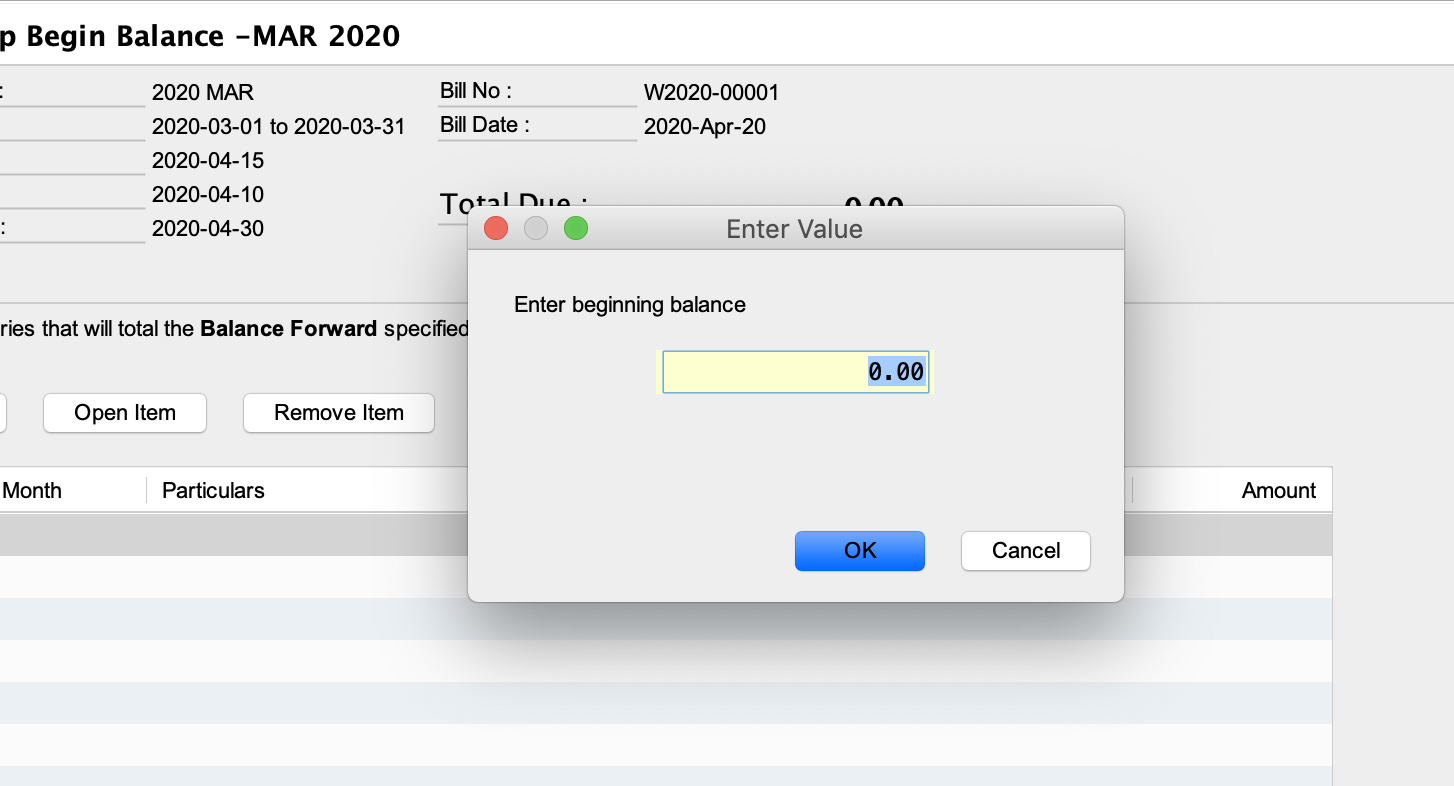 p Begin Balance –MAR 2020
: 2020 MAR Bill No : W2020-00001
2020-03-01 to 2020-03-31 Bill Date : 2020-Apr-20
2020-04-15
2020-04-10 Total Due : 0.00
: 2020-04-30
Enter Value
Enter beginning balance
0.00
OK Cancel
ries that will total the Balance Forward specified
Open Item Remove Item
Month Particulars Amount